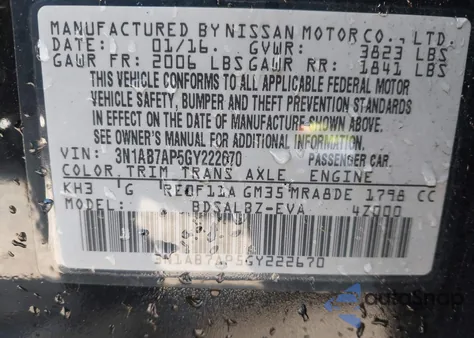 MANUFACTURED BY NISSAN MOTOR CO., LTD.
DATE: 01/16. GVWR: 3823 LBS
GAWR FR: 2006 LBS GAWR RR: 1841 LBS
THIS VEHICLE CONFORMS TO ALL APPLICABLE FEDERAL MOTOR
VEHICLE SAFETY, BUMPER AND THEFT PREVENTION STANDARDS
IN EFFECT ON THE DATE OF MANUFACTURE SHOWN ABOVE.
SEE OWNER'S MANUAL FOR ADDITIONAL INFORMATION.
VIN: 3N1AB7AP5GY222670 PASSENGER CAR.
COLOR TRIM TRANS AXLE, ENGINE
KH3 G RE0F11A GM35 MRA8DE 1798 CC
MODEL: BDSALBZ-EVA 4Z000
3N1AB7AP5GY222670
AutoSnap